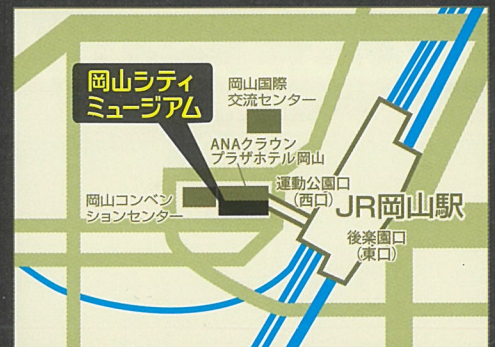 岡山シティ
ミュージアム
岡山国際
交流センター
ANAクラウン
プラザホテル岡山
岡山コンベン
ションセンター
運動公園口
(西口)
JR岡山駅
後楽園口
(東口)